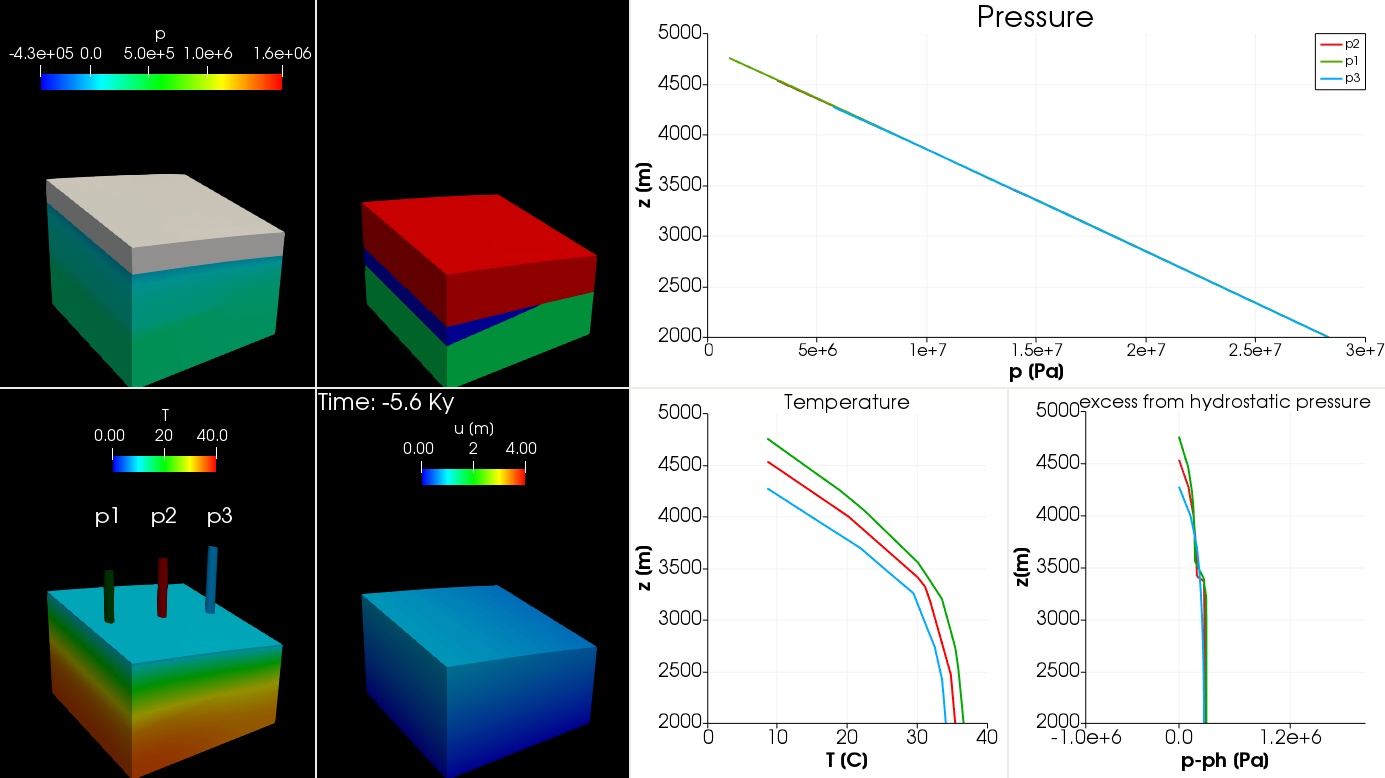 p
-4.3e+05 0.0 5.0e+5 1.0e+6 1.6e+06
Pressure
p2
p1
p3
5000
4500
4000
3500
3000
2500
2000
z (m)
0 5e+6 1e+7 1.5e+7 2e+7 2.5e+7 3e+7
p (Pa)
T
0.00 20 40.0
p1 p2 p3
Time: -5.6 Ky
u (m)
0.00 2 4.00
Temperature
5000
4500
4000
3500
3000
2500
2000
z (m)
0 10 20 30 40
T (C)
excess from hydrostatic pressure
5000
4500
4000
3500
3000
2500
2000
z(m)
-1.0e+6 0.0 1.2e+6
p-ph (Pa)